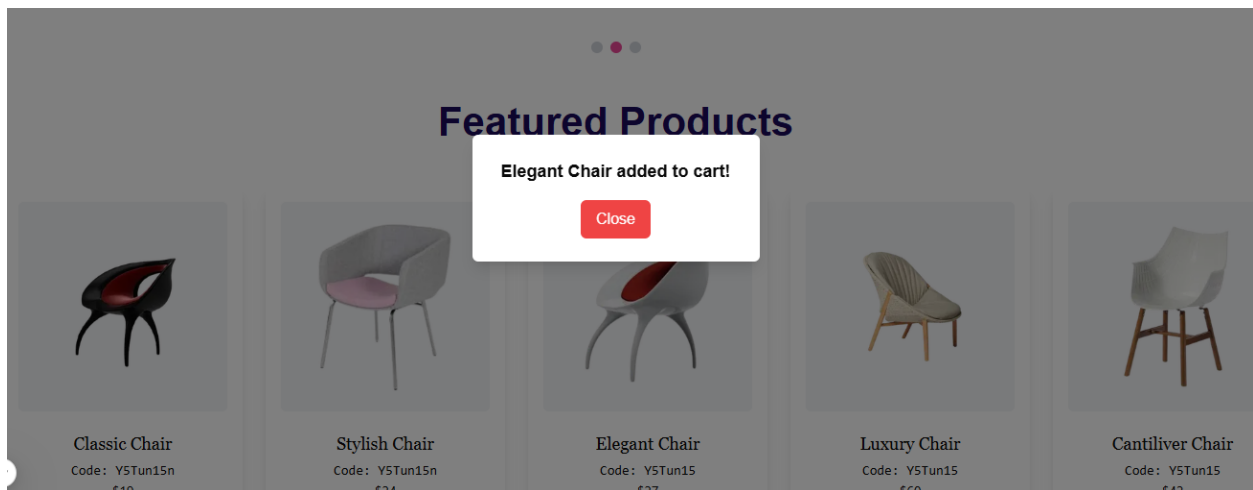 Featured Products
Elegant Chair added to cart!
Close
Classic Chair
Stylish Chair
Elegant Chair
Luxury Chair
Cantiliver Chair
Code: Y5Tun15n
Code: Y5Tun15n
Code: Y5Tun15
Code: Y5Tun15
Code: Y5Tun15